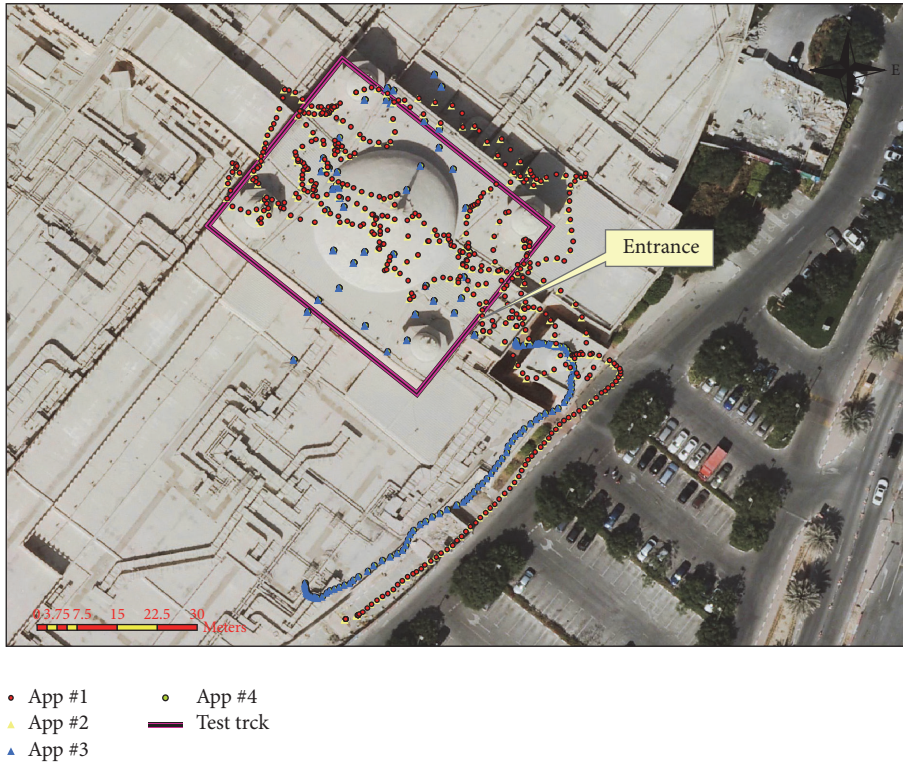 E
Entrance
0 3.75 7.5 15 22.5 30
Meters
App #1
App #2
App #3
App #4
Test trck